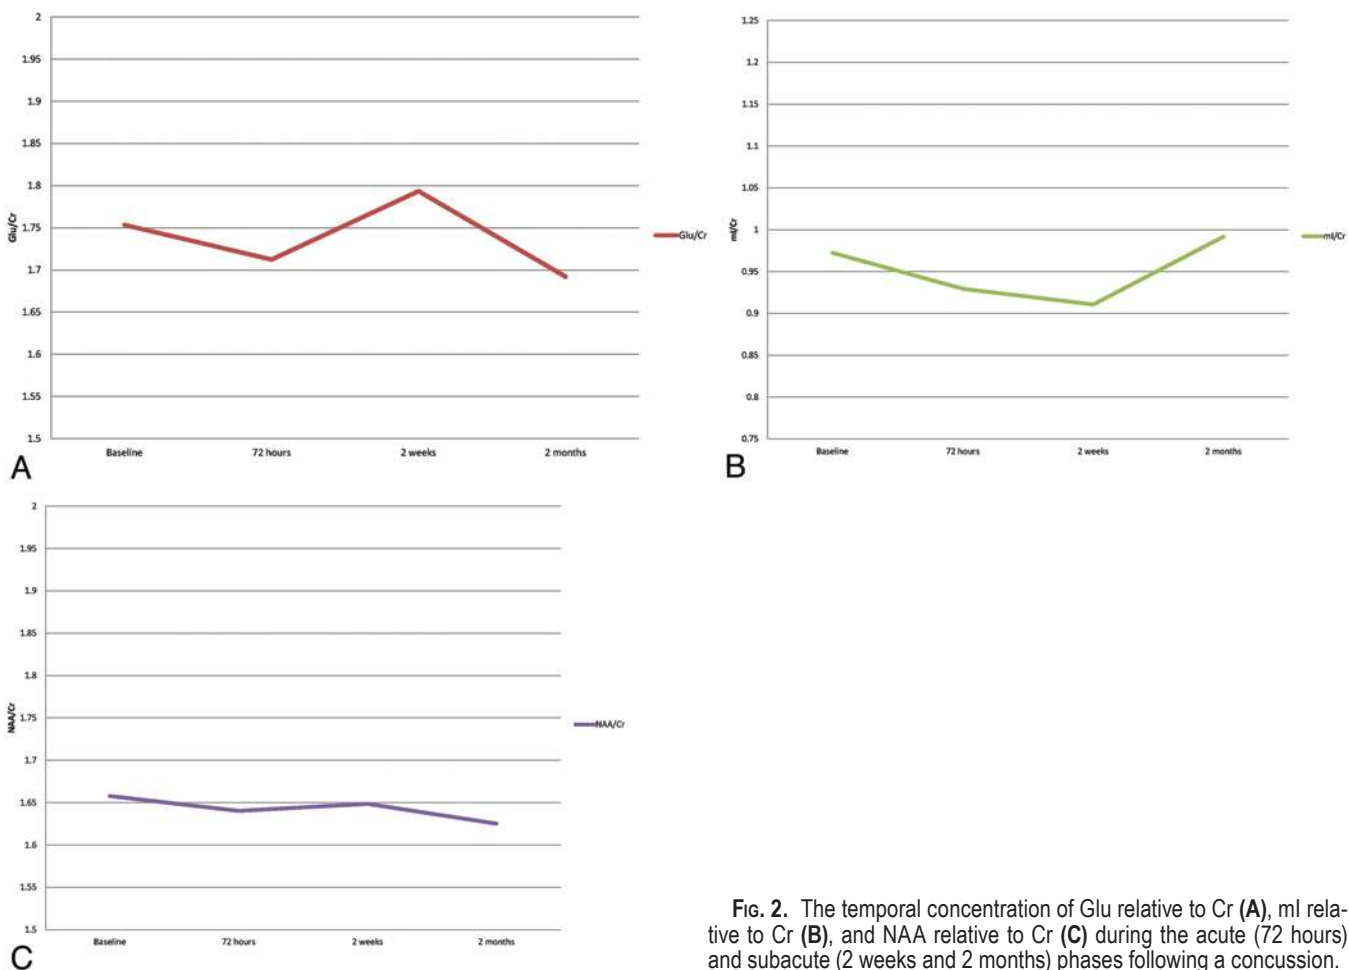 2
1.95
1.9
1.85
1.8
1.75
1.7
1.65
1.6
1.55
1.5
Glu/Cr
Baseline
72 hours
2 weeks
2 months
Glu/Cr
A
1.25
1.2
1.15
1.1
1.05
1
0.95
0.9
0.85
0.8
0.75
mI/Cr
Baseline
72 hours
2 weeks
2 months
mI/Cr
B
2
1.95
1.9
1.85
1.8
1.75
1.7
1.65
1.6
1.55
1.5
NAA/Cr
Baseline
72 hours
2 weeks
2 months
NAA/Cr
C
FIG. 2. The temporal concentration of Glu relative to Cr (A), mI rela-
tive to Cr (B), and NAA relative to Cr (C) during the acute (72 hours)
and subacute (2 weeks and 2 months) phases following a concussion.